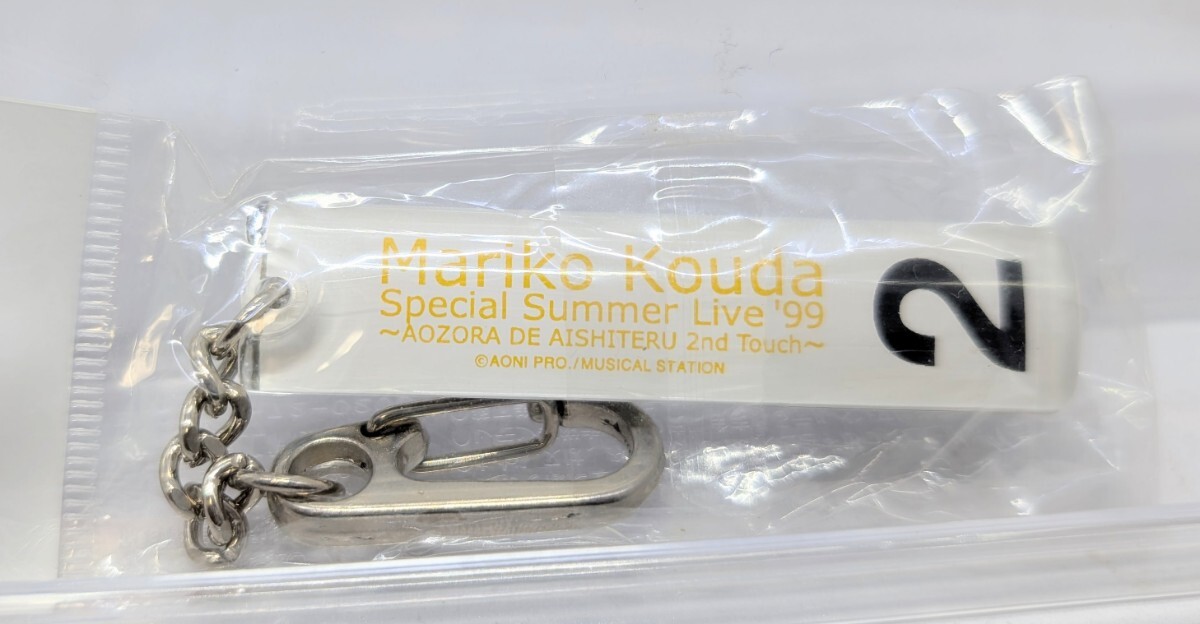 Mariko Kouda
Special Summer Live '99
~AOZORA DE AISHITERU 2nd Touch~
©AONI PRO./MUSICAL STATION
2